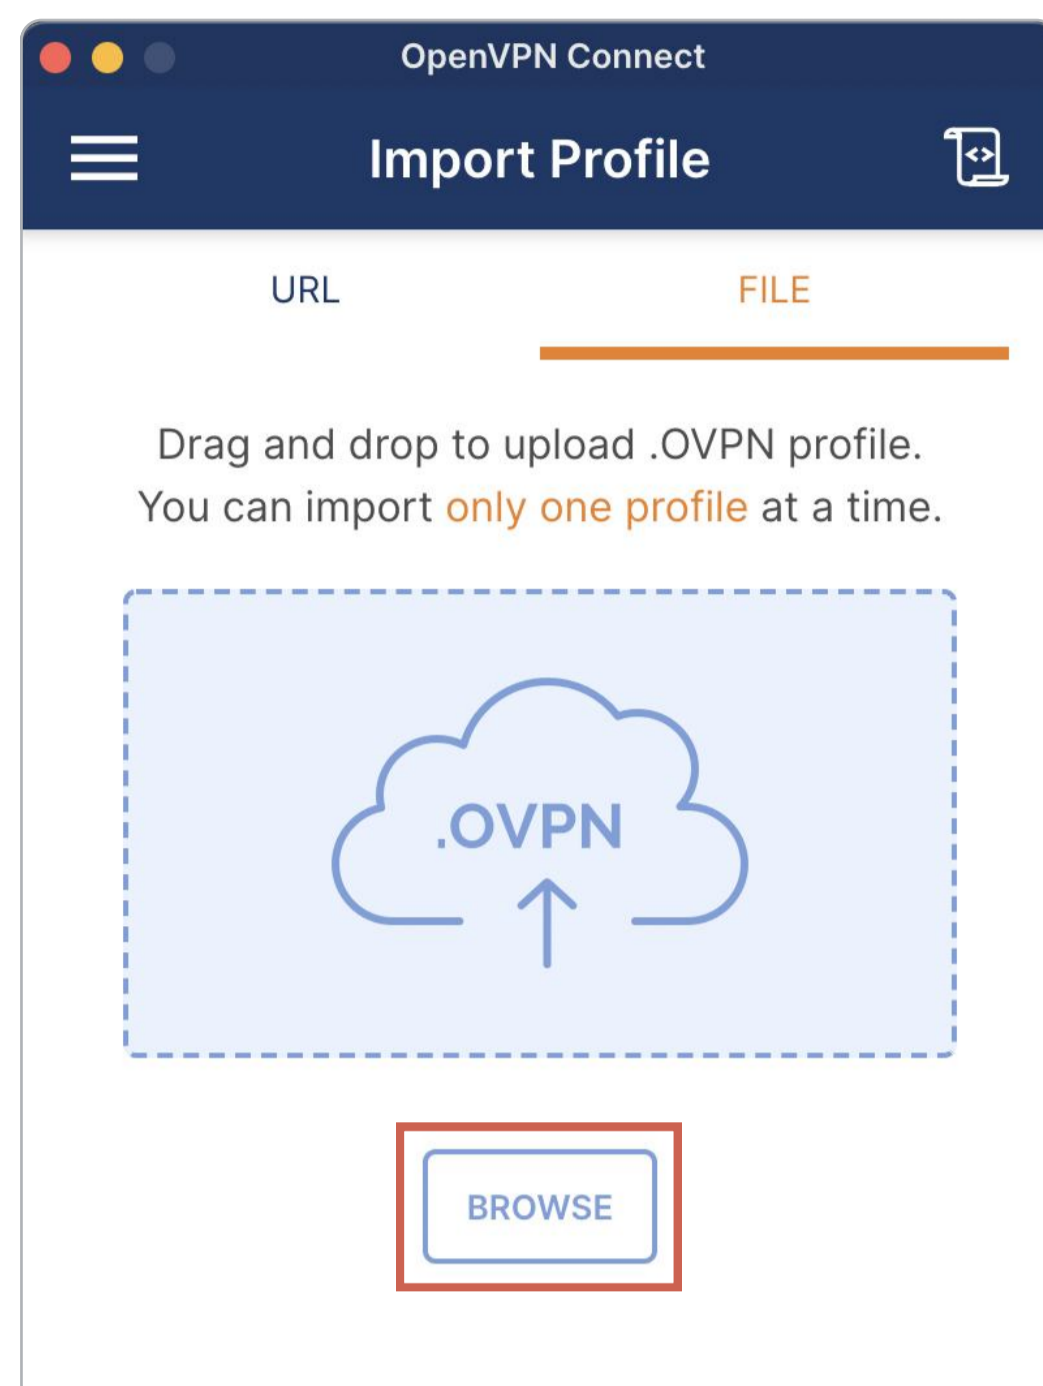 OpenVPN Connect
Import Profile
URL
FILE
Drag and drop to upload .OVPN profile.
You can import only one profile at a time.
.OVPN
BROWSE